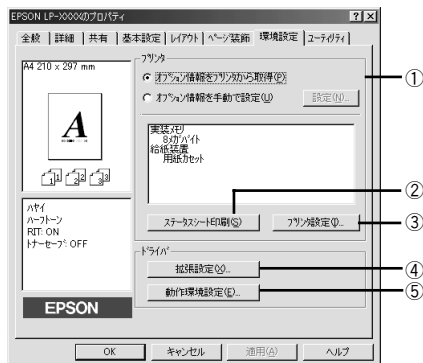 EPSON LP-XXXXのプロパティ
? ×
全般 詳細 共有 基本設定 レイアウト ページ装飾 環境設定 ユーティリティ
A4 210 x 297 mm
A
1 1 2 2 3 3
ハヤイ
ハーフトーン
RIT: ON
トナーセーブ: OFF
EPSON
プリンタ
オプション情報をプリンタから取得(P)
オプション情報を手動で設定(U)
設定(N)...
実装メモリ
8メガバイト
給紙装置
用紙カセット
ステータスシート印刷(S)
プリンタ設定(I)...
ドライバ
拡張設定(X)...
動作環境設定(E)...
OK キャンセル 適用(A) ヘルプ
①
②
③
④
⑤